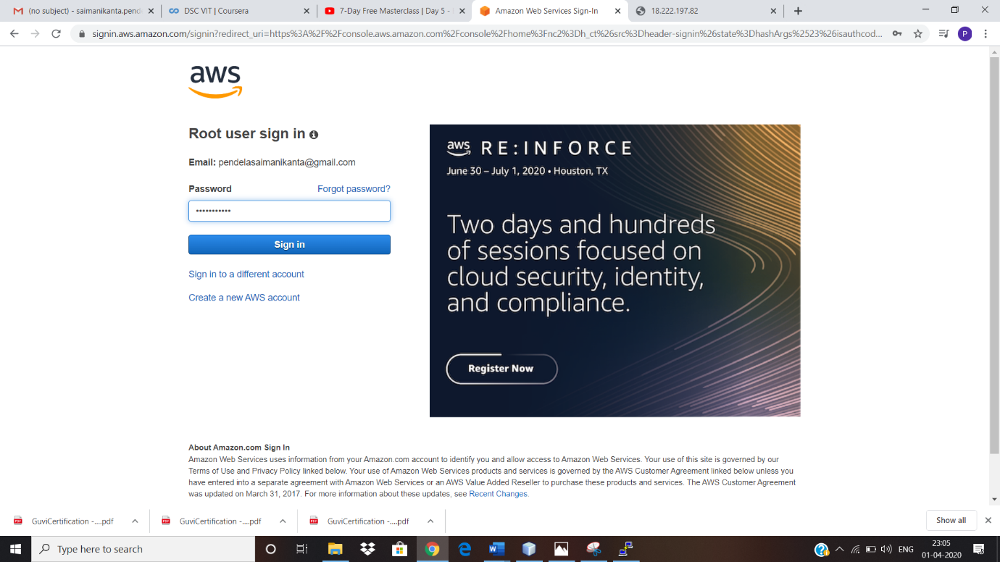 (no subject) - saimanikanta.pend
DSC VIT | Coursera
7-Day Free Masterclass | Day 5 -
Amazon Web Services Sign-In
18.222.197.82
signin.aws.amazon.com/signin?redirect_uri=https%3A%2F%2Fconsole.aws.amazon.com%2Fconsole%2Fhome%3Fnc2%3Dh_ct%26src%3Dheader-signin%26state%3DhashArgs%2523%26isauthcod...
P
aws
Root user sign in
Email: pendelasaimanikanta@gmail.com
Password Forgot password?
Sign in
Sign in to a different account
Create a new AWS account
aws RE:INFORCE
June 30 – July 1, 2020 • Houston, TX
Two days and hundreds
of sessions focused on
cloud security, identity,
and compliance.
Register Now
About Amazon.com Sign In
Amazon Web Services uses information from your Amazon.com account to identify you and allow access to Amazon Web Services. Your use of this site is governed by our
Terms of Use and Privacy Policy linked below. Your use of Amazon Web Services products and services is governed by the AWS Customer Agreement linked below unless you
have entered into a separate agreement with Amazon Web Services or an AWS Value Added Reseller to purchase these products and services. The AWS Customer Agreement
was updated on March 31, 2017. For more information about these updates, see Recent Changes.
GuviCertification -....pdf
GuviCertification -....pdf
GuviCertification -....pdf
Show all
Type here to search
ENG
23:05
01-04-2020